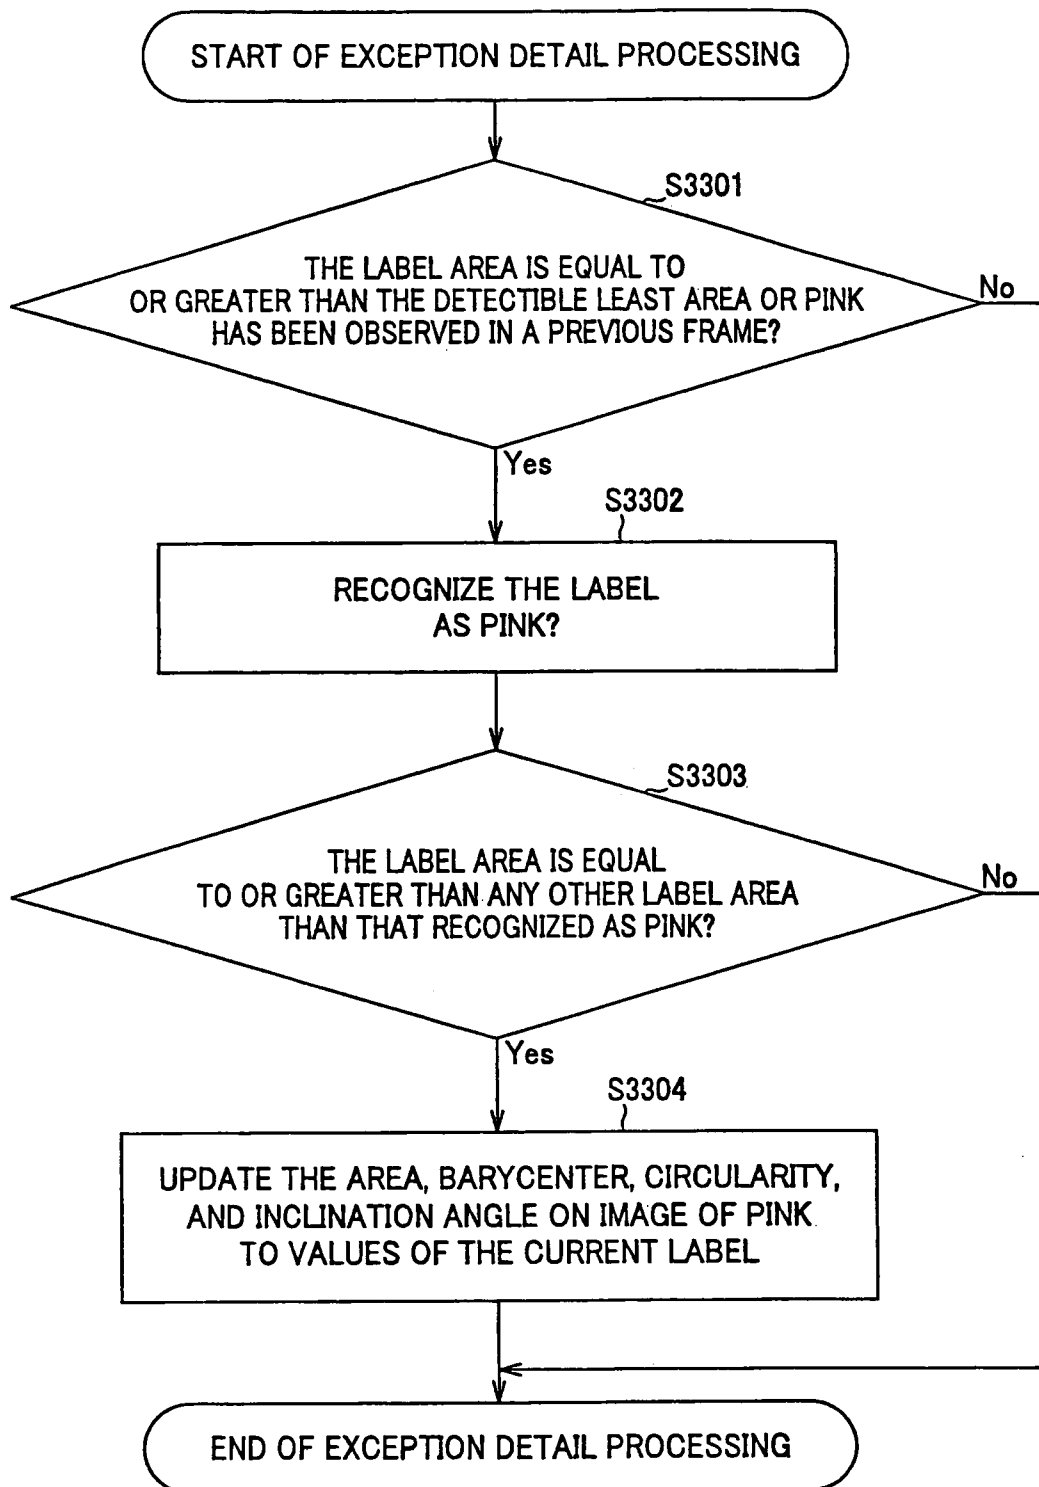 START OF EXCEPTION DETAIL PROCESSING
S3301
THE LABEL AREA IS EQUAL TO
OR GREATER THAN THE DETECTIBLE LEAST AREA OR PINK
HAS BEEN OBSERVED IN A PREVIOUS FRAME?
No
Yes
S3302
RECOGNIZE THE LABEL
AS PINK?
S3303
THE LABEL AREA IS EQUAL
TO OR GREATER THAN ANY OTHER LABEL AREA
THAN THAT RECOGNIZED AS PINK?
No
Yes
S3304
UPDATE THE AREA, BARYCENTER, CIRCULARITY,
AND INCLINATION ANGLE ON IMAGE OF PINK
TO VALUES OF THE CURRENT LABEL
END OF EXCEPTION DETAIL PROCESSING